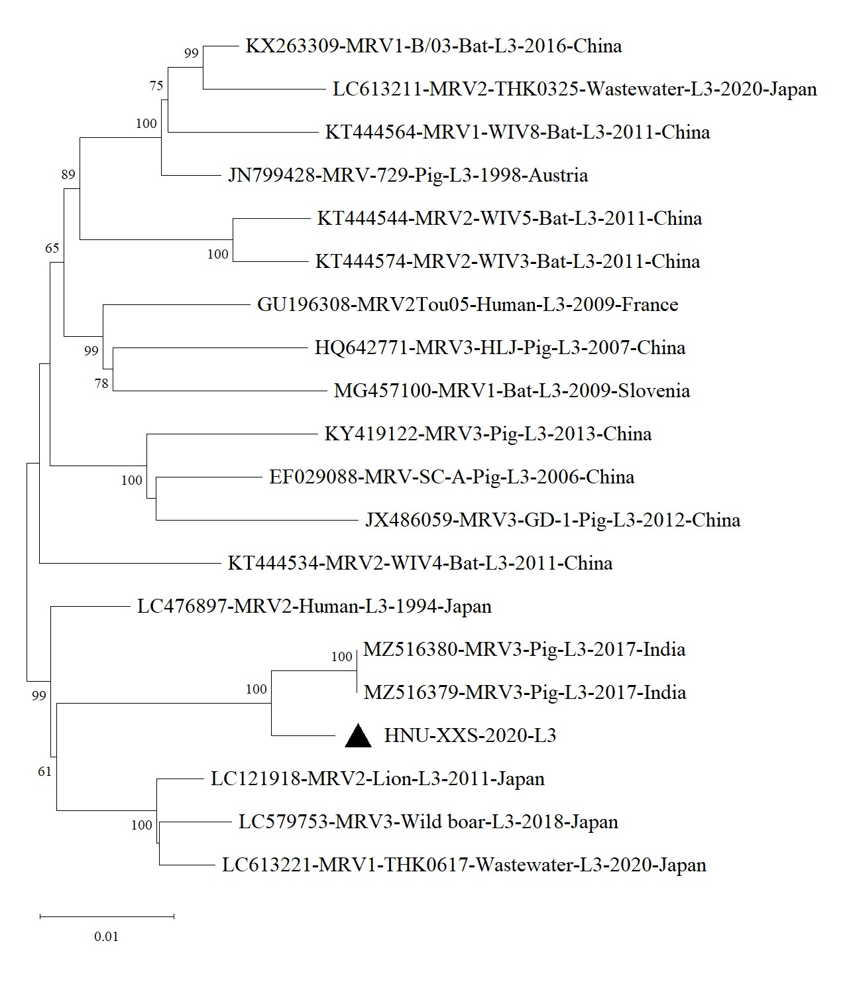 KX263309-MRV1-B/03-Bat-L3-2016-China
99
LC613211-MRV2-THK0325-Wastewater-L3-2020-Japan
75
100
KT444564-MRV1-WIV8-Bat-L3-2011-China
JN799428-MRV-729-Pig-L3-1998-Austria
89
KT444544-MRV2-WIV5-Bat-L3-2011-China
65
100
KT444574-MRV2-WIV3-Bat-L3-2011-China
GU196308-MRV2Tou05-Human-L3-2009-France
99
HQ642771-MRV3-HLJ-Pig-L3-2007-China
78
MG457100-MRV1-Bat-L3-2009-Slovenia
KY419122-MRV3-Pig-L3-2013-China
100
EF029088-MRV-SC-A-Pig-L3-2006-China
JX486059-MRV3-GD-1-Pig-L3-2012-China
KT444534-MRV2-WIV4-Bat-L3-2011-China
LC476897-MRV2-Human-L3-1994-Japan
MZ516380-MRV3-Pig-L3-2017-India
100
100
MZ516379-MRV3-Pig-L3-2017-India
99
HNU-XXS-2020-L3
61
LC121918-MRV2-Lion-L3-2011-Japan
100
LC579753-MRV3-Wild boar-L3-2018-Japan
LC613221-MRV1-THK0617-Wastewater-L3-2020-Japan
0.01